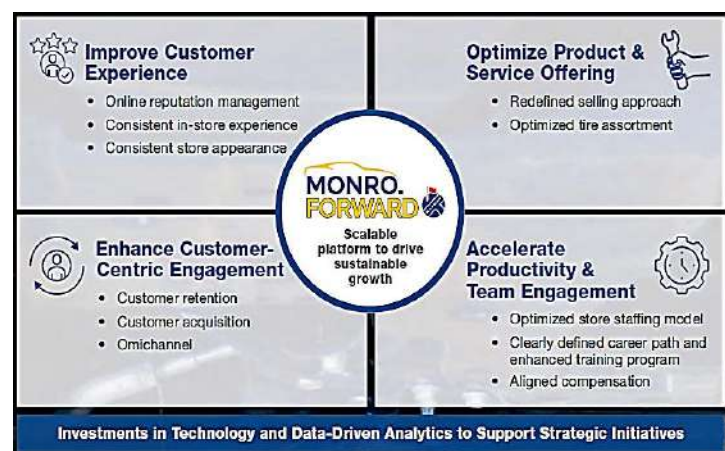 Improve Customer
Experience
• Online reputation management
• Consistent in-store experience
• Consistent store appearance
Optimize Product &
Service Offering
• Redefined selling approach
• Optimized tire assortment
MONRO.
FORWARD
Scalable
platform to drive
sustainable
growth
Enhance Customer-
Centric Engagement
• Customer retention
• Customer acquisition
• Omichannel
Accelerate
Productivity &
Team Engagement
• Optimized store staffing model
• Clearly defined career path and
enhanced training program
• Aligned compensation
Investments in Technology and Data-Driven Analytics to Support Strategic Initiatives